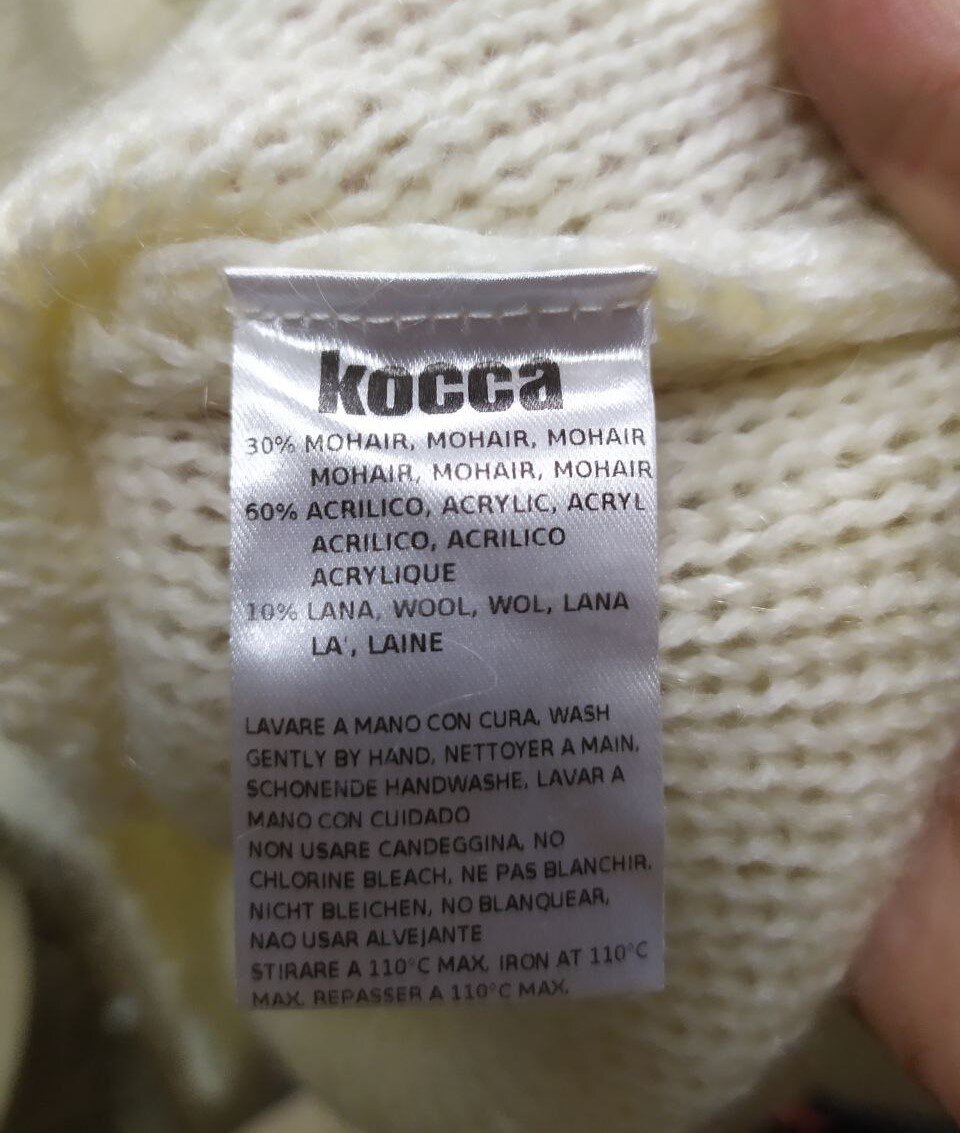 kocca
30% MOHAIR, MOHAIR, MOHAIR
MOHAIR, MOHAIR, MOHAIR
60% ACRILICO, ACRYLIC, ACRYL
ACRILICO, ACRILICO
ACRYLIQUE
10% LANA, WOOL, WOL, LANA
LA', LAINE
LAVARE A MANO CON CURA, WASH
GENTLY BY HAND, NETTOYER A MAIN,
SCHONENDE HANDWASHE, LAVAR A
MANO CON CUIDADO
NON USARE CANDEGGINA, NO
CHLORINE BLEACH, NE PAS BLANCHIR,
NICHT BLEICHEN, NO BLANQUEAR,
NAO USAR ALVEJANTE
STIRARE A 110°C MAX, IRON AT 110°C
MAX, REPASSER A 110°C MAX,